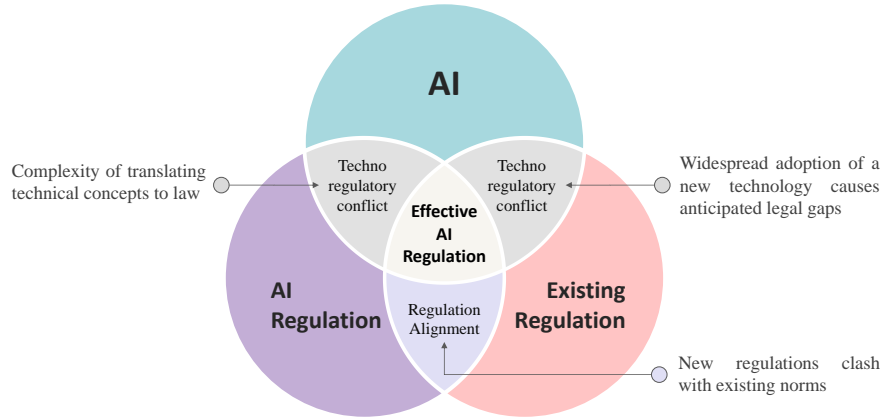 AI
Complexity of translating
technical concepts to law
Techno
regulatory
conflict
Techno
regulatory
conflict
Widespread adoption of a
new technology causes
anticipated legal gaps
Effective
AI
Regulation
AI
Regulation
Regulation
Alignment
Existing
Regulation
New regulations clash
with existing norms